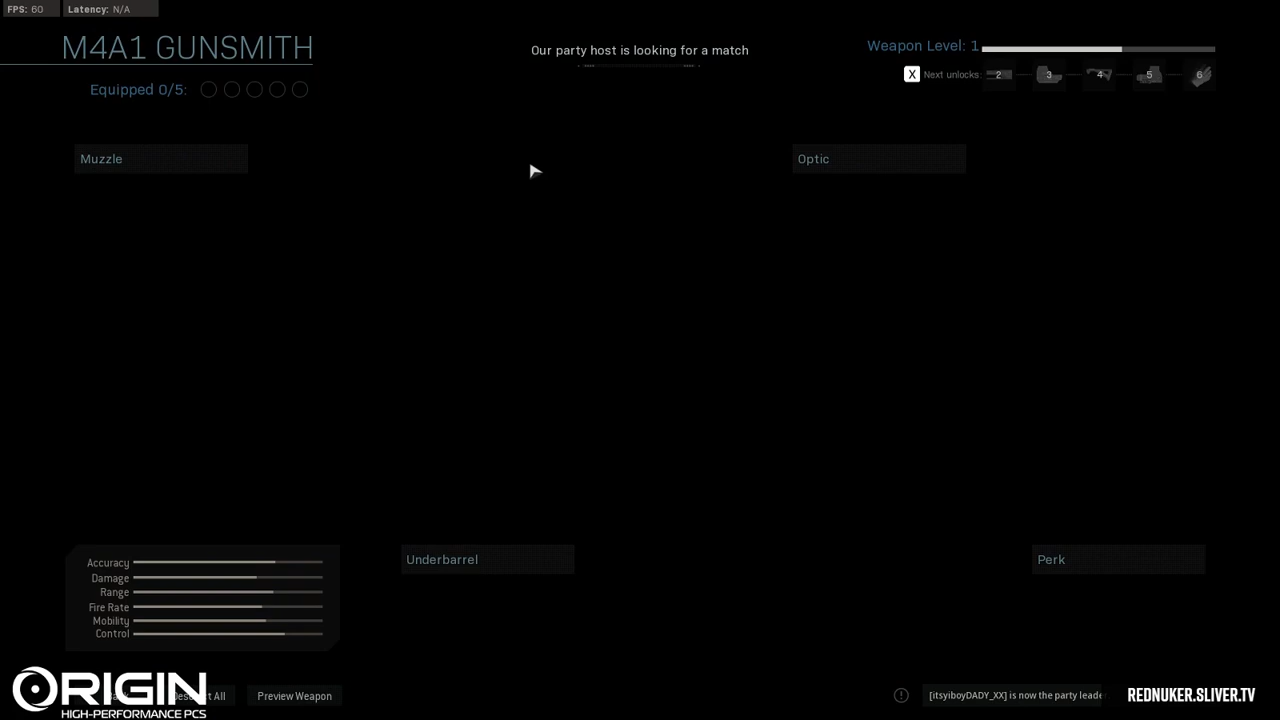 FPS: 60
Latency: N/A
M4A1 GUNSMITH
Our party host is looking for a match
Weapon Level: 1
X Next unlocks 2 3 4 5 6
Equipped 0/5:
Muzzle
Optic
Underbarrel
Perk
Accuracy
Damage
Range
Fire Rate
Mobility
Control
ORIGIN
HIGH-PERFORMANCE PCS
All
Preview Weapon
[itsyiboyDADY_XX] is now the party leade
REDNUKER.SLIVER.TV